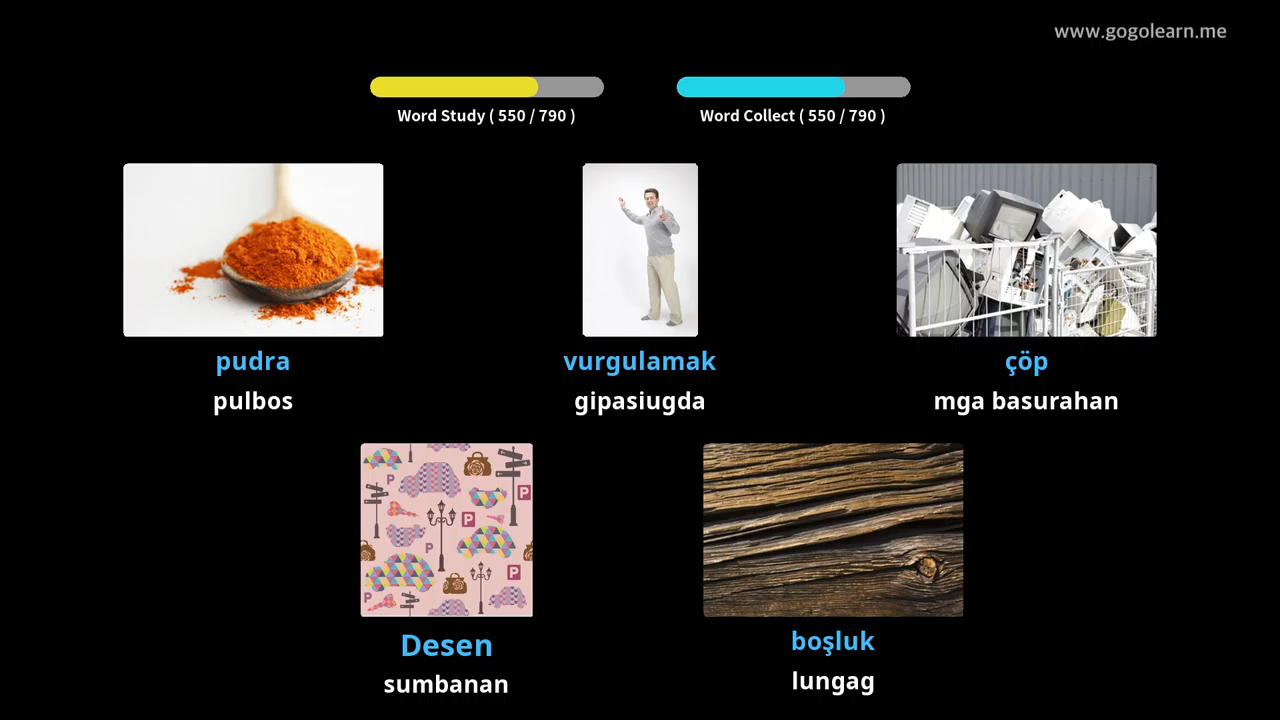 www.gogolearn.me
Word Study ( 550 / 790 )
Word Collect ( 550 / 790 )
pudra
vurgulamak
çöp
pulbos
gipasiugda
mga basurahan
P
P
P
P
P
P
Desen
boşluk
sumbanan
lungag